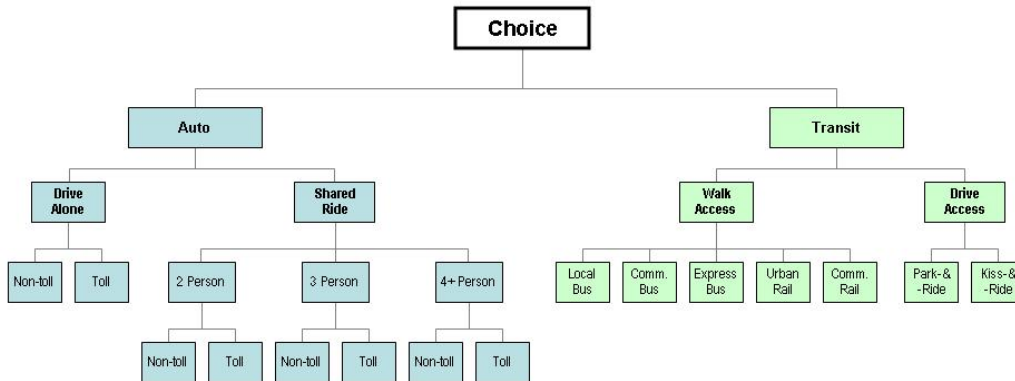 Choice
Auto
Transit
Drive
Alone
Shared
Ride
Walk
Access
Drive
Access
Non-toll
Toll
2 Person
3 Person
4+ Person
Local
Bus
Comm.
Bus
Express
Bus
Urban
Rail
Comm.
Rail
Park-&
-Ride
Kiss-&
-Ride
Non-toll
Toll
Non-toll
Toll
Non-toll
Toll